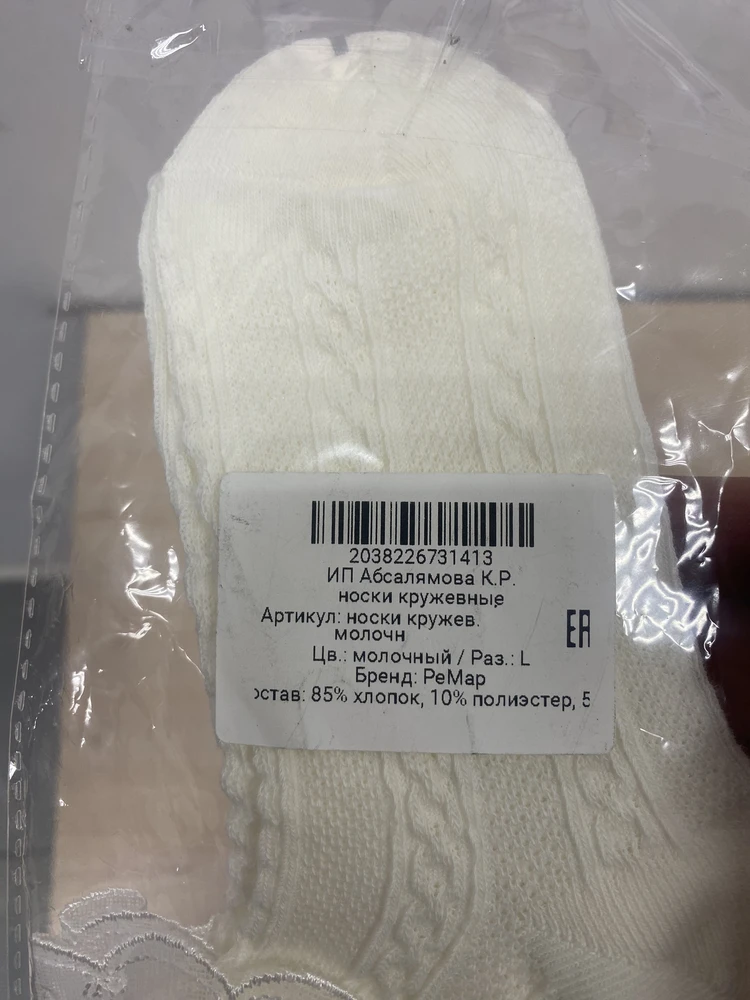 2038226731413
ИП Абсалямова К.Р.
носки кружевные
Артикул: носки кружев.
молочн
EAC
Цв.: молочный / Раз.: L
Бренд: РеМар
остав: 85% хлопок, 10% полиэстер, 5